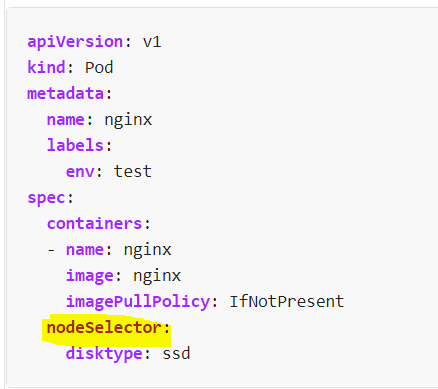 apiVersion: v1
kind: Pod
metadata:
  name: nginx
  labels:
    env: test
spec:
  containers:
  - name: nginx
    image: nginx
    imagePullPolicy: IfNotPresent
  nodeSelector:
    disktype: ssd